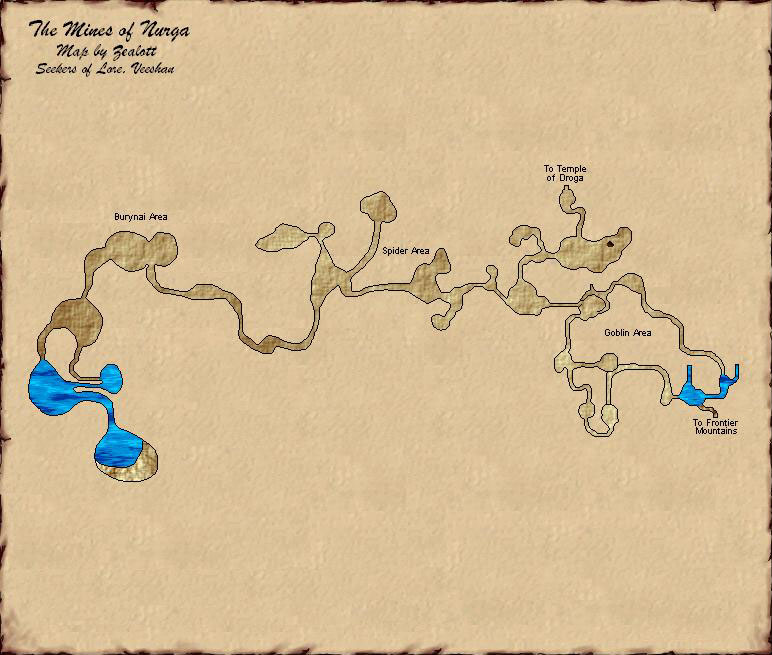 The Mines of Nurga
Map by Zealott
Seekers of Lore, Veeshan
To Temple
of Droga
Burynai Area
Spider Area
Goblin Area
To Frontier
Mountains